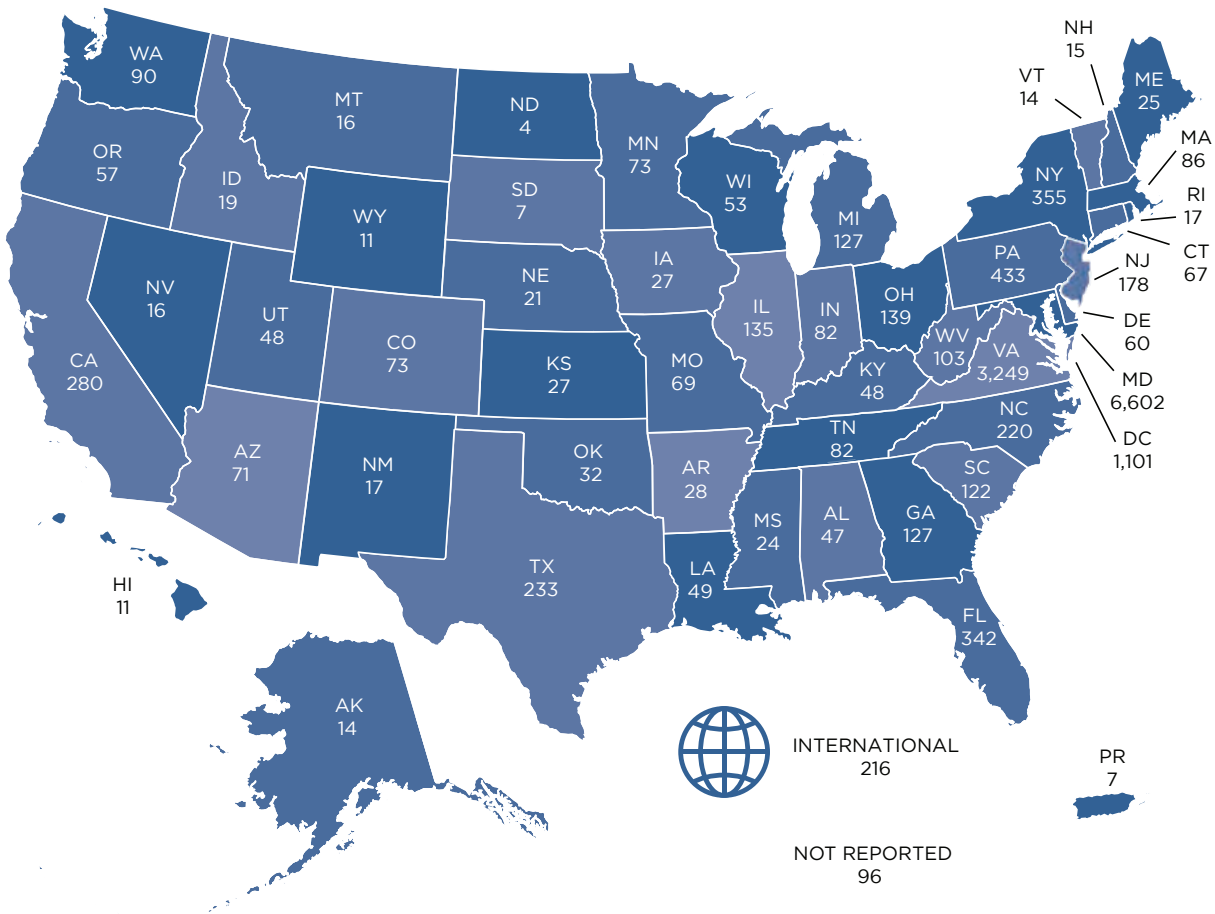 WA
90
OR
57
CA
280
ID
19
NV
16
MT
16
WY
11
UT
48
AZ
71
CO
73
NM
17
ND
4
SD
7
NE
21
KS
27
OK
32
TX
233
MN
73
IA
27
MO
69
AR
28
LA
49
WI
53
IL
135
MI
127
IN
82
OH
139
KY
48
TN
82
MS
24
AL
47
GA
127
FL
342
SC
122
NC
220
VA
3,249
WV
103
PA
433
NY
355
VT
14
NH
15
ME
25
MA
86
RI
17
CT
67
NJ
178
DE
60
MD
6,602
DC
1,101
HI
11
AK
14
INTERNATIONAL
216
PR
7
NOT REPORTED
96